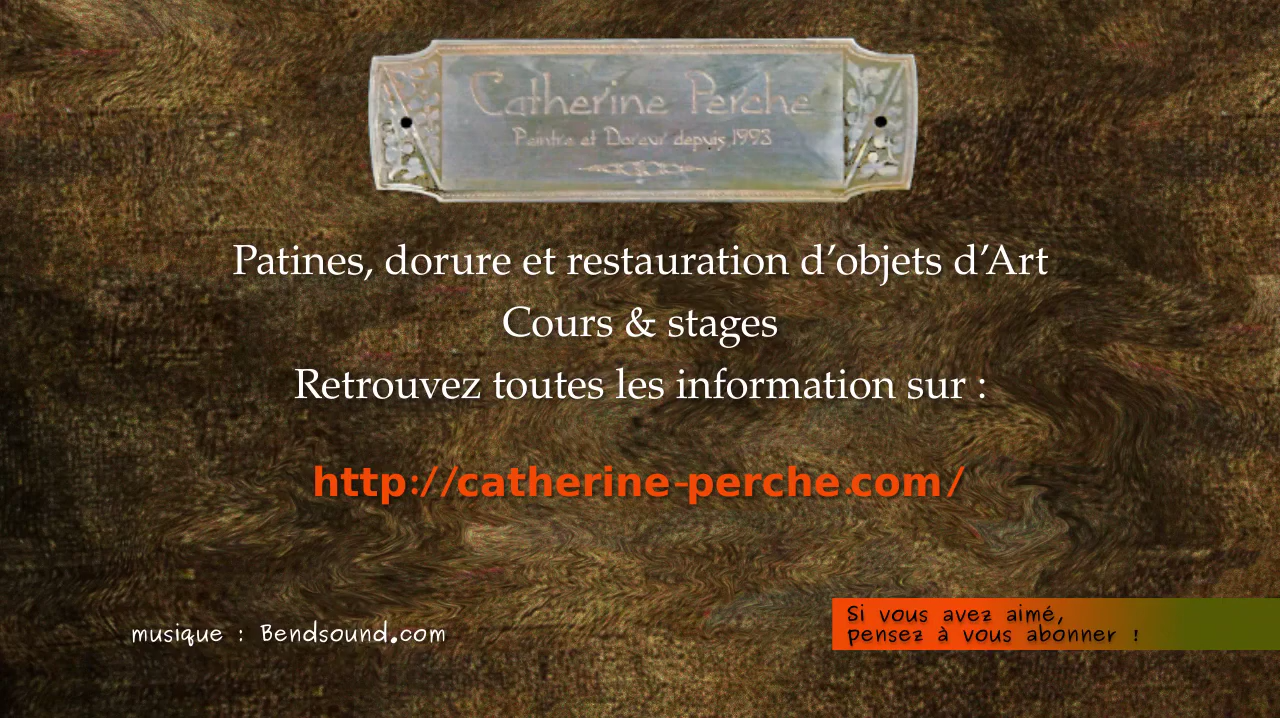 Catherine Perche
Peintre et Doreur depuis 1993
Patines, dorure et restauration d’objets d’Art
Cours & stages
Retrouvez toutes les information sur :
http://catherine-perche.com/
musique : Bendsound.com
Si vous avez aimé,
pensez à vous abonner !